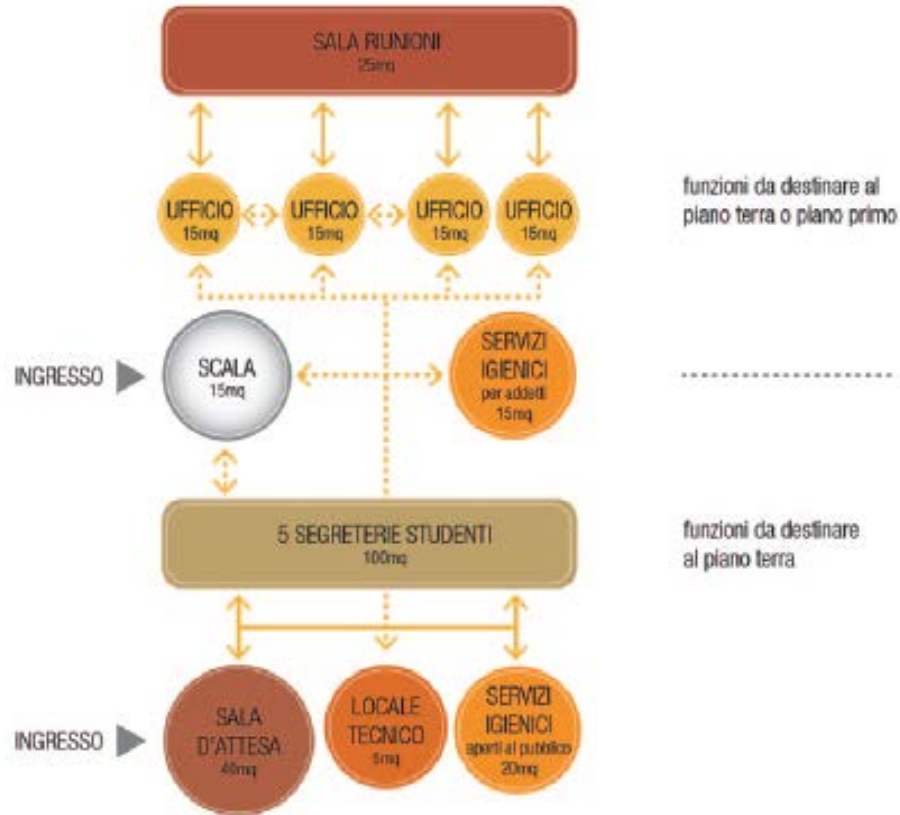 SALA RIUNIONI
25mq
UFFICIO
15mq
UFFICIO
15mq
UFFICIO
15mq
UFFICIO
15mq
funzioni da destinare al
piano terra o piano primo
INGRESSO
SCALA
15mq
SERVIZI
IGIENICI
per addetti
15mq
5 SEGRETERIE STUDENTI
100mq
funzioni da destinare
al piano terra
INGRESSO
SALA
D'ATTESA
40mq
LOCALE
TECNICO
5mq
SERVIZI
IGIENICI
aperti al pubblico
20mq